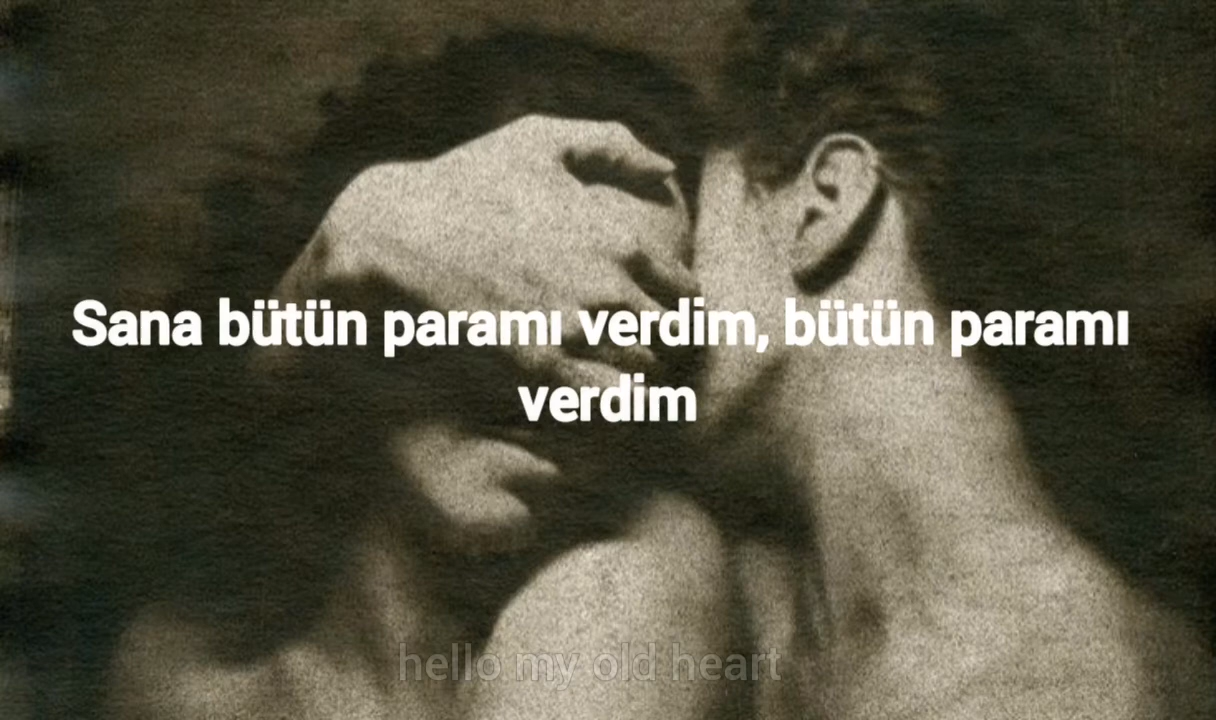 Sana bütün paramı verdim, bütün paramı
verdim
hello my old heart